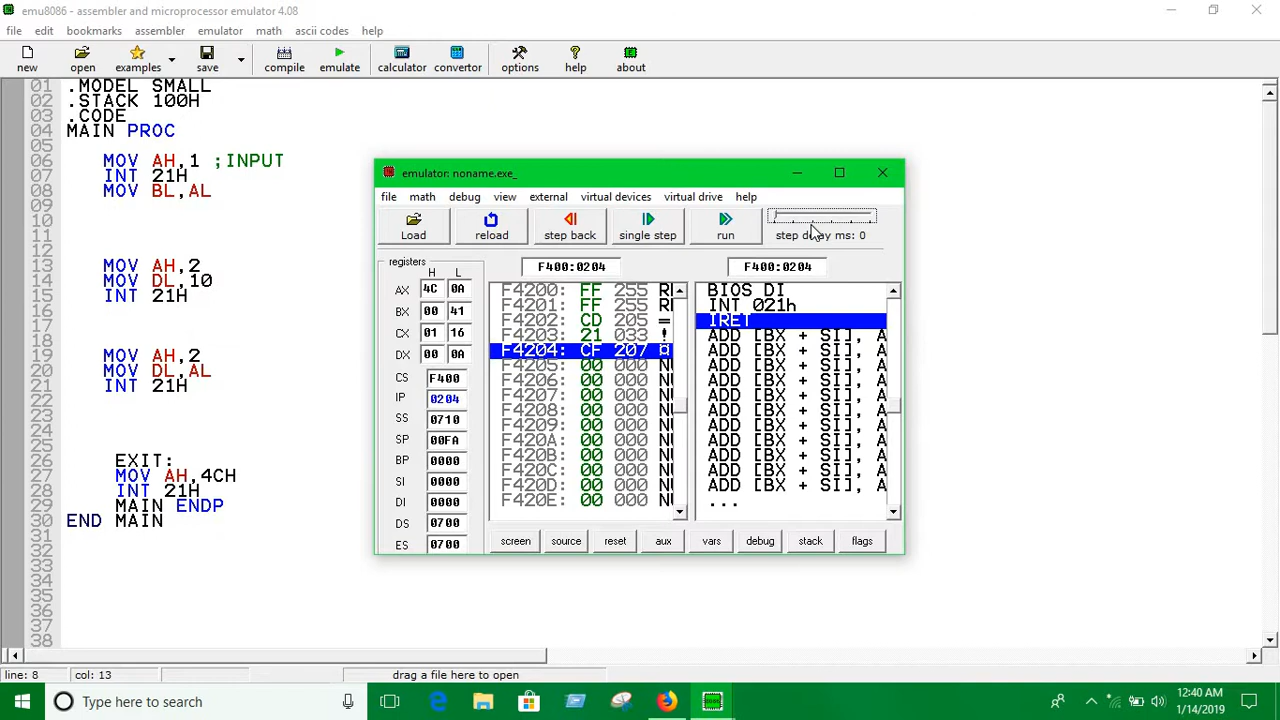 emu8086 - assembler and microprocessor emulator 4.08
file edit bookmarks assembler emulator math ascii codes help
new open examples save compile emulate calculator convertor options help about
01 .MODEL SMALL
02 .STACK 100H
03 .CODE
04 MAIN PROC
05
06 MOV AH,1 ;INPUT
07 INT 21H
08 MOV BL,AL
09
10
11
12
13 MOV AH,2
14 MOV DL,10
15 INT 21H
16
17
18
19 MOV AH,2
20 MOV DL,AL
21 INT 21H
22
23
24
25
26 EXIT:
27 MOV AH,4CH
28 INT 21H
29 MAIN ENDP
30 END MAIN
31
32
33
34
35
36
37
38
emulator: noname.exe_
file math debug view external virtual devices virtual drive help
Load reload step back single step run step delay ms: 0
registers F400:0204 F400:0204
H L
AX 4C 0A
BX 00 41
CX 01 16
DX 00 0A
CS F400
IP 0204
SS 0710
SP 00FA
BP 0000
SI 0000
DI 0000
DS 0700
ES 0700
F4200: FF 255 RE
F4201: FF 255 RE
F4202: CD 205 =
F4203: 21 033 !
F4204: CF 207 ¤
F4205: 00 000 NU
F4206: 00 000 NU
F4207: 00 000 NU
F4208: 00 000 NU
F4209: 00 000 NU
F420A: 00 000 NU
F420B: 00 000 NU
F420C: 00 000 NU
F420D: 00 000 NU
F420E: 00 000 NU
BIOS DI
INT 021h
IRET
ADD [BX + SI], A
ADD [BX + SI], A
ADD [BX + SI], A
ADD [BX + SI], A
ADD [BX + SI], A
ADD [BX + SI], A
ADD [BX + SI], A
ADD [BX + SI], A
ADD [BX + SI], A
ADD [BX + SI], A
ADD [BX + SI], A
...
screen source reset aux vars debug stack flags
line: 8 col: 13 drag a file here to open
Type here to search
12:40 AM
1/14/2019